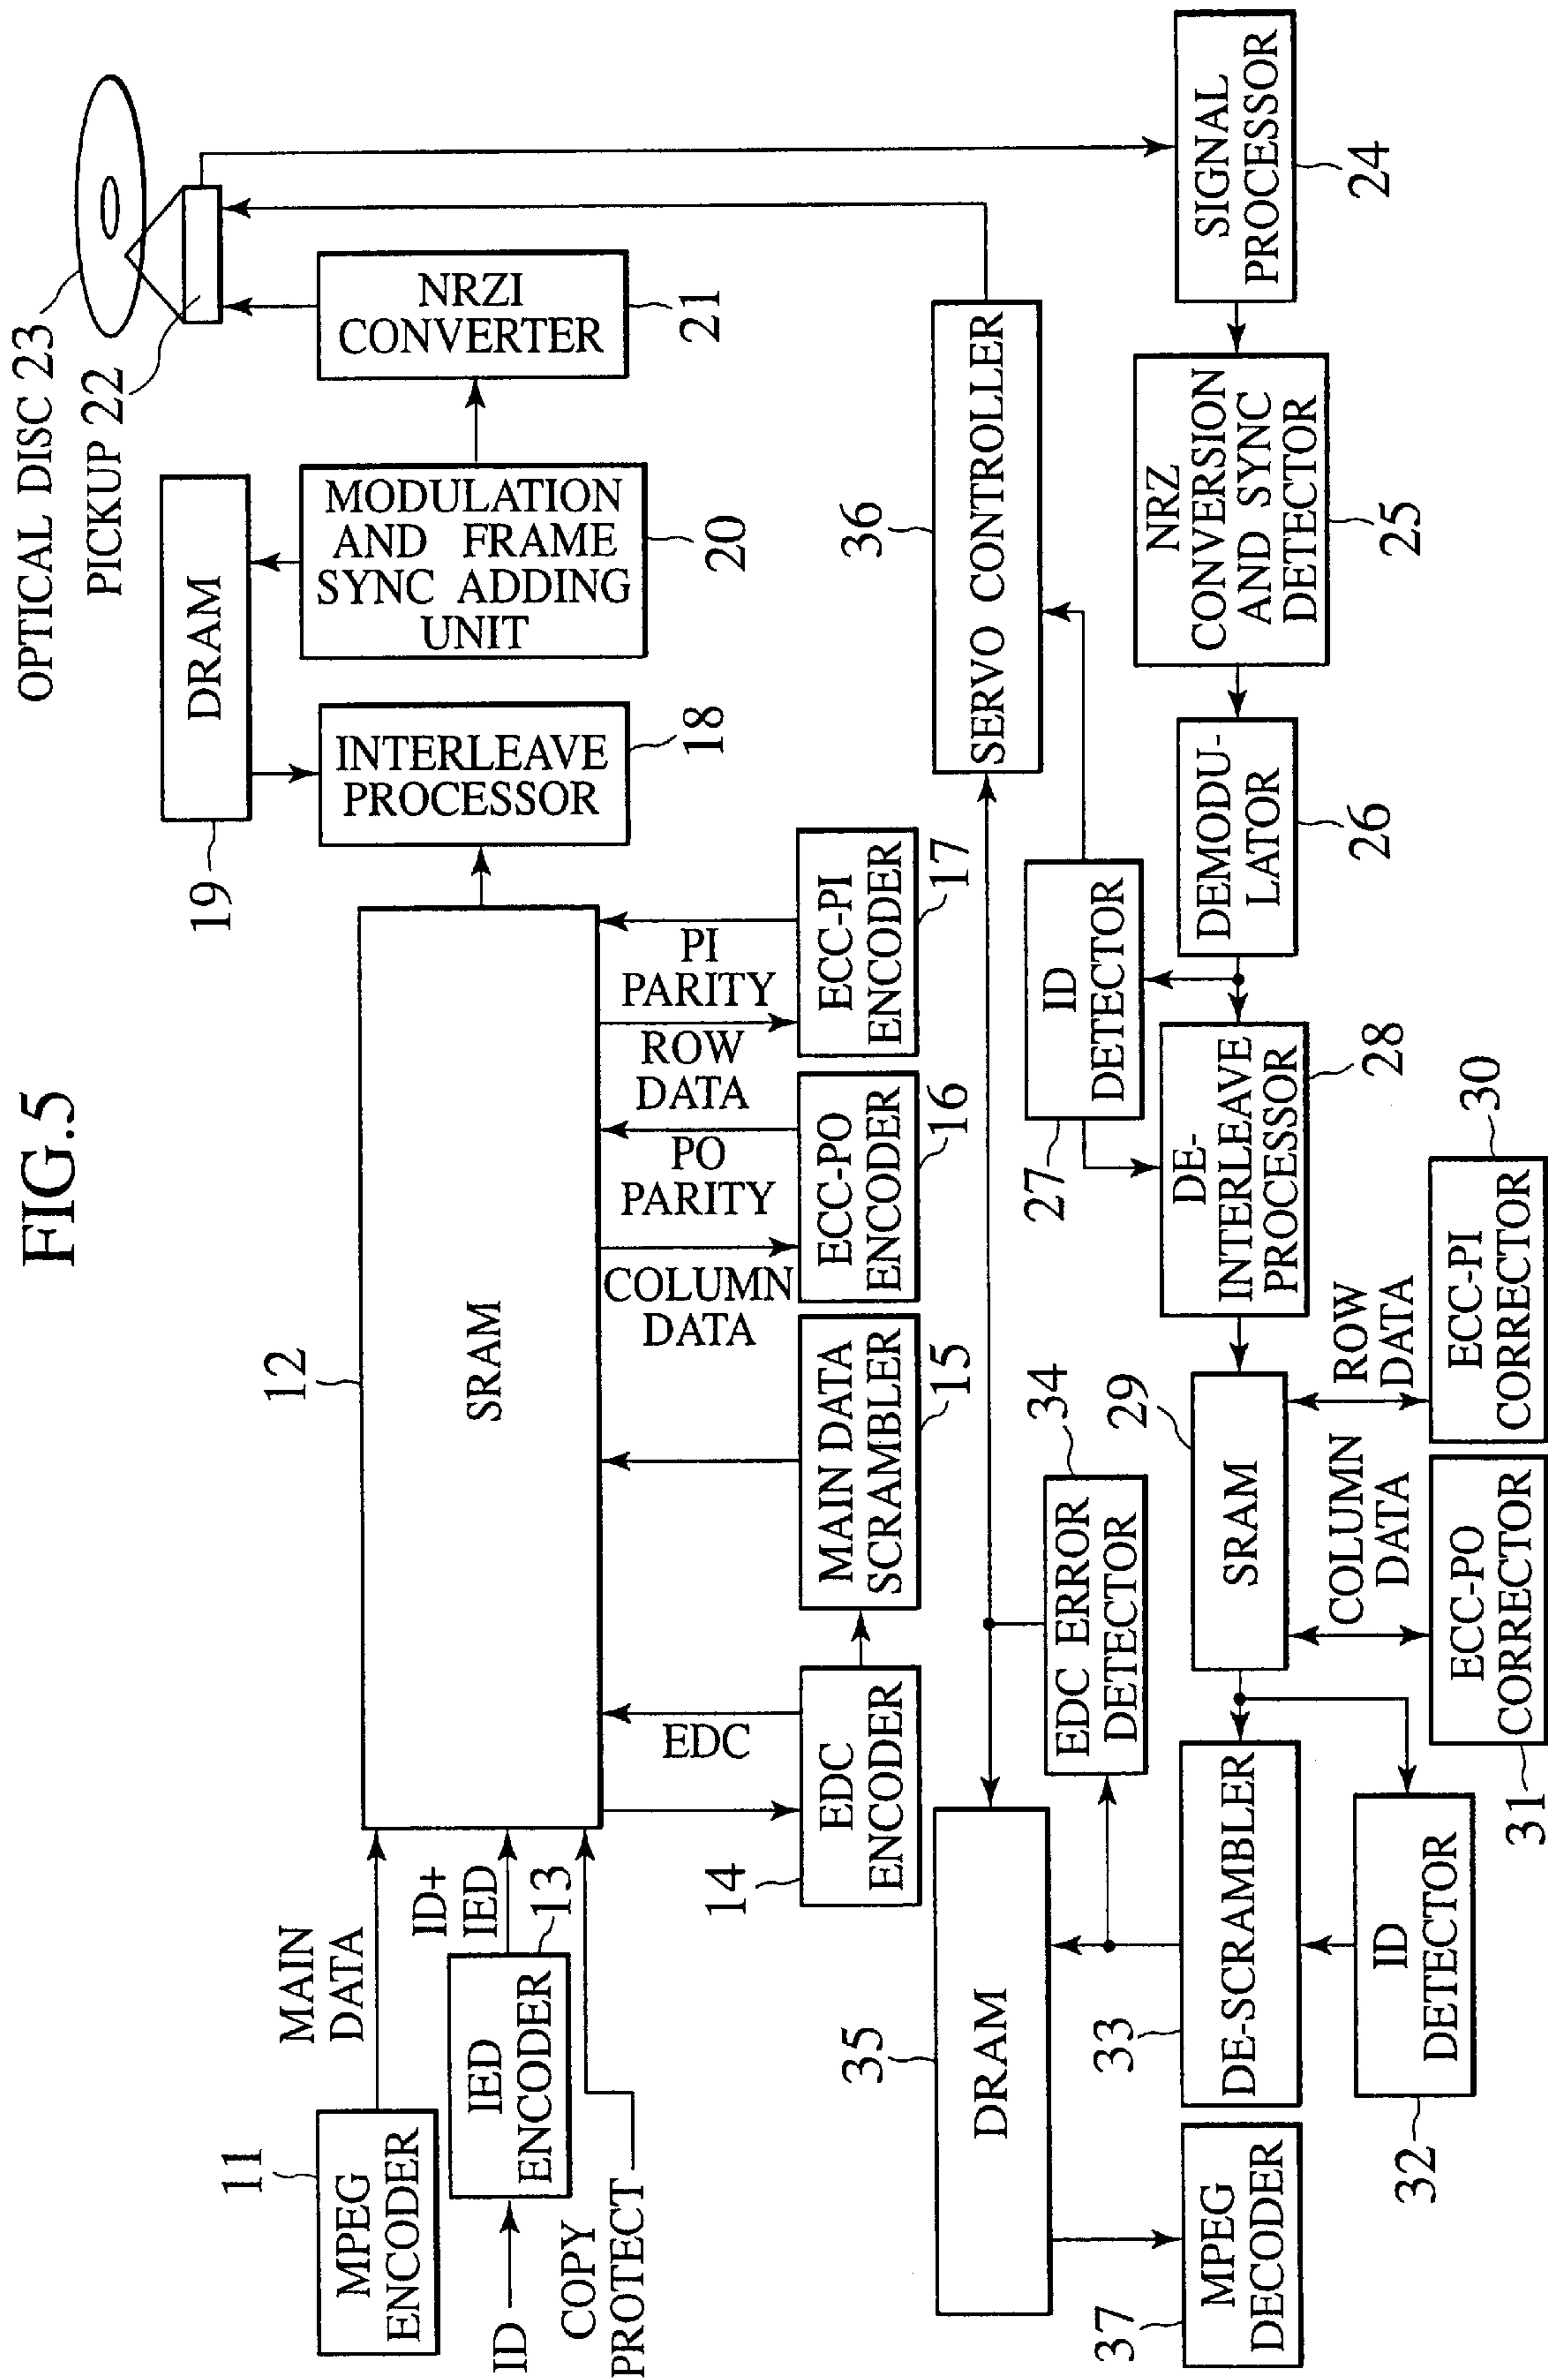 FIG.5
OPTICAL DISC 23
PICKUP 22
11
MPEG
ENCODER
MAIN
DATA
12
SRAM
ID
IED
ENCODER
13
ID+
IED
COPY
PROTECT
14
EDC
ENCODER
EDC
MAIN DATA
SCRAMBLER
15
COLUMN
DATA
PO
PARITY
ECC-PO
ENCODER
16
ROW
DATA
PI
PARITY
ECC-PI
ENCODER
17
INTERLEAVE
PROCESSOR
18
19
DRAM
MODULATION
AND FRAME
SYNC ADDING
UNIT
20
NRZI
CONVERTER
21
36
SERVO CONTROLLER
SIGNAL
PROCESSOR
24
NRZ
CONVERSION
AND SYNC
DETECTOR
25
DEMODU-
LATOR
26
ID
DETECTOR
27
DE-
INTERLEAVE
PROCESSOR
28
29
SRAM
ROW
DATA
ECC-PI
CORRECTOR
30
COLUMN
DATA
ECC-PO
CORRECTOR
31
ID
DETECTOR
32
DE-SCRAMBLER
33
EDC ERROR
DETECTOR
34
35
DRAM
MPEG
DECODER
37